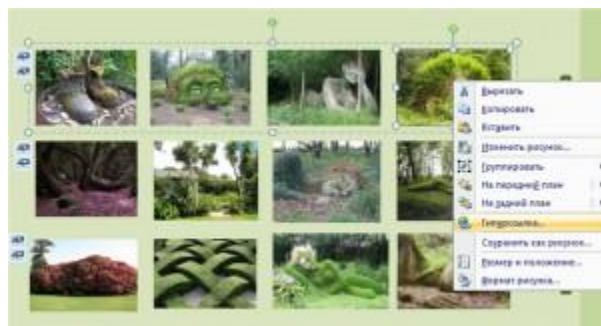 Вырезать
Копировать
Вставить
Изменить рисунок...
Группировать
На передний план
На задний план
Гиперссылка...
Сохранить как рисунок...
Размер и положение...
Формат рисунка...